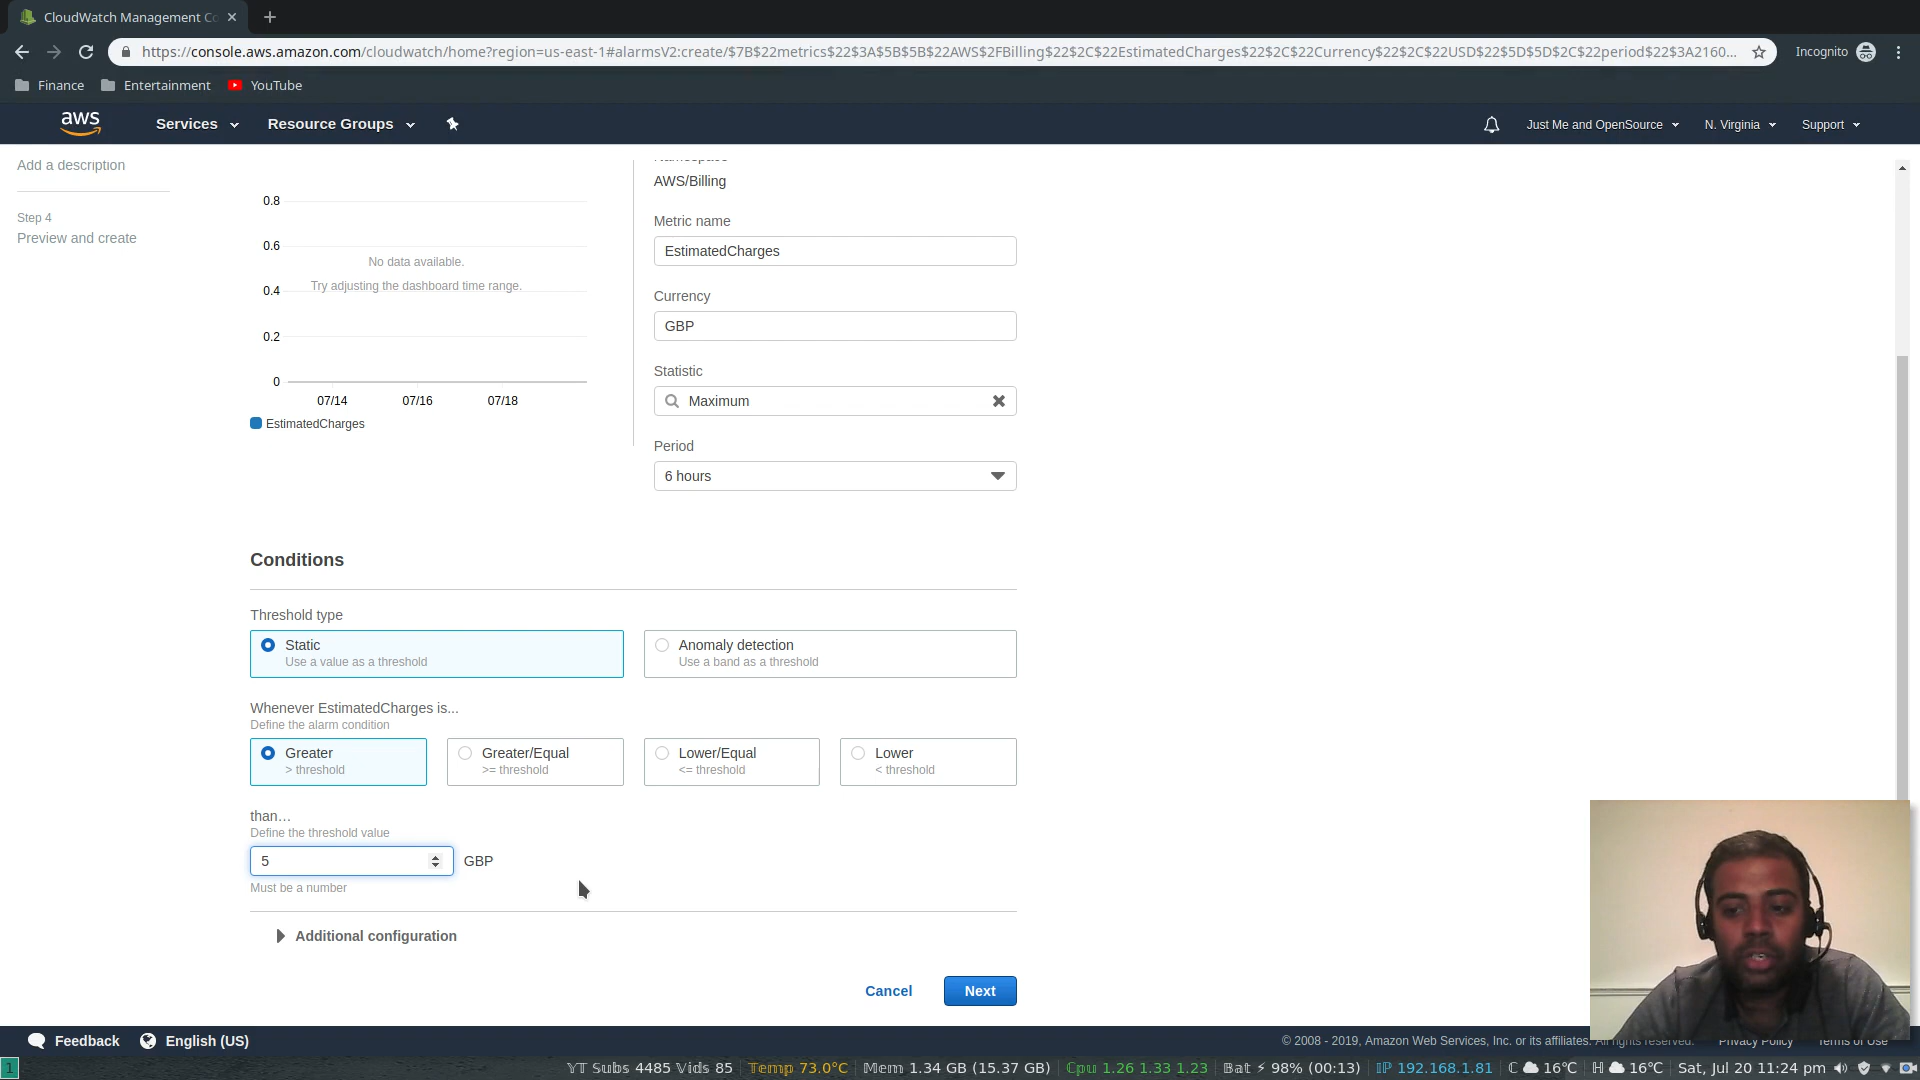 CloudWatch Management Co
https://console.aws.amazon.com/cloudwatch/home?region=us-east-1#alarmsV2:create/$7B$22metrics$22$3A$5B$5B$22AWS$2FBilling$22$2C$22EstimatedCharges$22$2C$22Currency$22$2C$22USD$22$5D$5D$2C$22period$22$3A2160...
Incognito
Finance
Entertainment
YouTube
aws
Services
Resource Groups
Just Me and OpenSource
N. Virginia
Support
Add a description
Step 4
Preview and create
0.8
0.6
0.4
0.2
0
No data available.
Try adjusting the dashboard time range.
07/14 07/16 07/18
EstimatedCharges
Namespace
AWS/Billing
Metric name
EstimatedCharges
Currency
GBP
Statistic
Maximum
Period
6 hours
Conditions
Threshold type
Static
Use a value as a threshold
Anomaly detection
Use a band as a threshold
Whenever EstimatedCharges is...
Define the alarm condition
Greater
> threshold
Greater/Equal
>= threshold
Lower/Equal
<= threshold
Lower
< threshold
than...
Define the threshold value
5
GBP
Must be a number
Additional configuration
Cancel
Next
Feedback
English (US)
© 2008 - 2019, Amazon Web Services, Inc. or its affiliates. All rights reserved.
Privacy Policy
Terms of Use
1
YT Subs 4485 Vids 85
Temp 73.0°C
Mem 1.34 GB (15.37 GB)
Cpu 1.26 1.33 1.23
Bat ⚡ 98% (00:13)
IP 192.168.1.81
C 16°C
H 16°C
Sat, Jul 20 11:24 pm